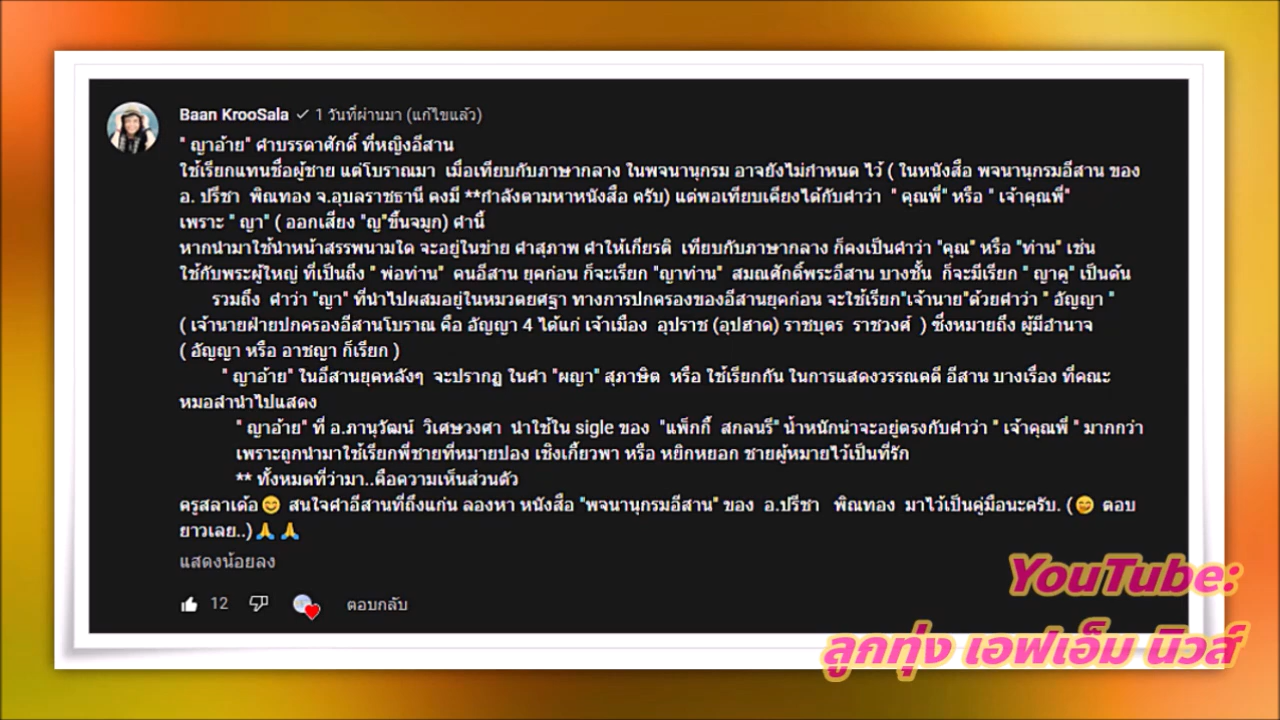 Baan KrooSala ✓ 1 วันที่ผ่านมา (แก้ไขแล้ว)
" ญาอ้าย" คำบรรดาศักดิ์ ที่หญิงอีสาน
ใช้เรียกแทนชื่อผู้ชาย แต่โบราณมา เมื่อเทียบกับภาษากลาง ในพจนานุกรม อาจยังไม่กำหนด ไว้ ( ในหนังสือ พจนานุกรมอีสาน ของ
อ. ปรีชา พิณทอง จ.อุบลราชธานี คงมี **กำลังตามหาหนังสือ ครับ) แต่พอเทียบเคียงได้กับคำว่า " คุณพี่" หรือ " เจ้าคุณพี่"
เพราะ " ญา" ( ออกเสียง "ญ"ขึ้นจมูก) คำนี้
หากนำมาใช้นำหน้าสรรพนามใด จะอยู่ในข่าย คำสุภาพ คำให้เกียรติ เทียบกับภาษากลาง ก็คงเป็นคำว่า "คุณ" หรือ "ท่าน" เช่น
ใช้กับพระผู้ใหญ่ ที่เป็นถึง " พ่อท่าน" คนอีสาน ยุคก่อน ก็จะเรียก "ญาท่าน" สมณศักดิ์พระอีสาน บางชั้น ก็จะมีเรียก " ญาคู" เป็นต้น
รวมถึง คำว่า "ญา" ที่นำไปผสมอยู่ในหมวดยศฐา ทางการปกครองของอีสานยุคก่อน จะใช้เรียก"เจ้านาย"ด้วยคำว่า " อัญญา "
( เจ้านายฝ่ายปกครองอีสานโบราณ คือ อัญญา 4 ได้แก่ เจ้าเมือง อุปราช (อุปฮาด) ราชบุตร ราชวงศ์ ) ซึ่งหมายถึง ผู้มีอำนาจ
( อัญญา หรือ อาชญา ก็เรียก )
" ญาอ้าย" ในอีสานยุคหลังๆ จะปรากฏ ในคำ "ผญา" สุภาษิต หรือ ใช้เรียกกัน ในการแสดงวรรณคดี อีสาน บางเรื่อง ที่คณะ
หมอลำนำไปแสดง
" ญาอ้าย" ที่ อ.ภานุวัฒน์ วิเศษวงศา นำใช้ใน sigle ของ "แพ็กกี้ สกลนรี" น้ำหนักน่าจะอยู่ตรงกับคำว่า " เจ้าคุณพี่ " มากกว่า
เพราะถูกนำมาใช้เรียกพี่ชายที่หมายปอง เชิงเกี้ยวพา หรือ หยิกหยอก ชายผู้หมายไว้เป็นที่รัก
** ทั้งหมดที่ว่ามา..คือความเห็นส่วนตัว
ครูสลาเด้อ😊 สนใจคำอีสานที่ถึงแก่น ลองหา หนังสือ "พจนานุกรมอีสาน" ของ อ.ปรีชา พิณทอง มาไว้เป็นคู่มือนะครับ. (😄 ตอบ
ยาวเลย..)🙏 🙏
แสดงน้อยลง
12 ตอบกลับ
YouTube:
ลูกทุ่ง เอฟเอ็ม นิวส์